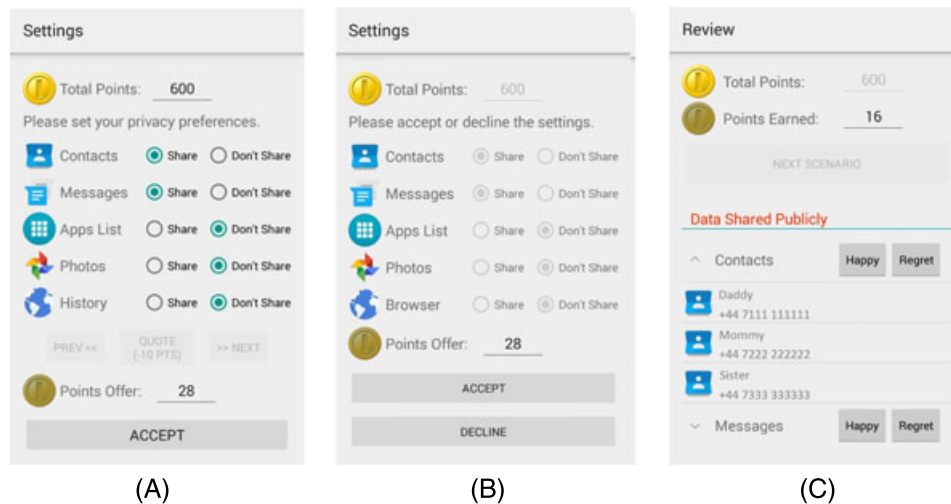 Settings
Total Points: 600
Please set your privacy preferences.
Contacts Share Don't Share
Messages Share Don't Share
Apps List Share Don't Share
Photos Share Don't Share
History Share Don't Share
PREV << QUOTE (-10 PTS) >> NEXT
Points Offer: 28
ACCEPT
(A)
Settings
Total Points: 600
Please accept or decline the settings.
Contacts Share Don't Share
Messages Share Don't Share
Apps List Share Don't Share
Photos Share Don't Share
Browser Share Don't Share
Points Offer: 28
ACCEPT
DECLINE
(B)
Review
Total Points: 600
Points Earned: 16
NEXT SCENARIO
Data Shared Publicly
Contacts Happy Regret
Daddy
+44 7111 111111
Mommy
+44 7222 222222
Sister
+44 7333 333333
Messages Happy Regret
(C)